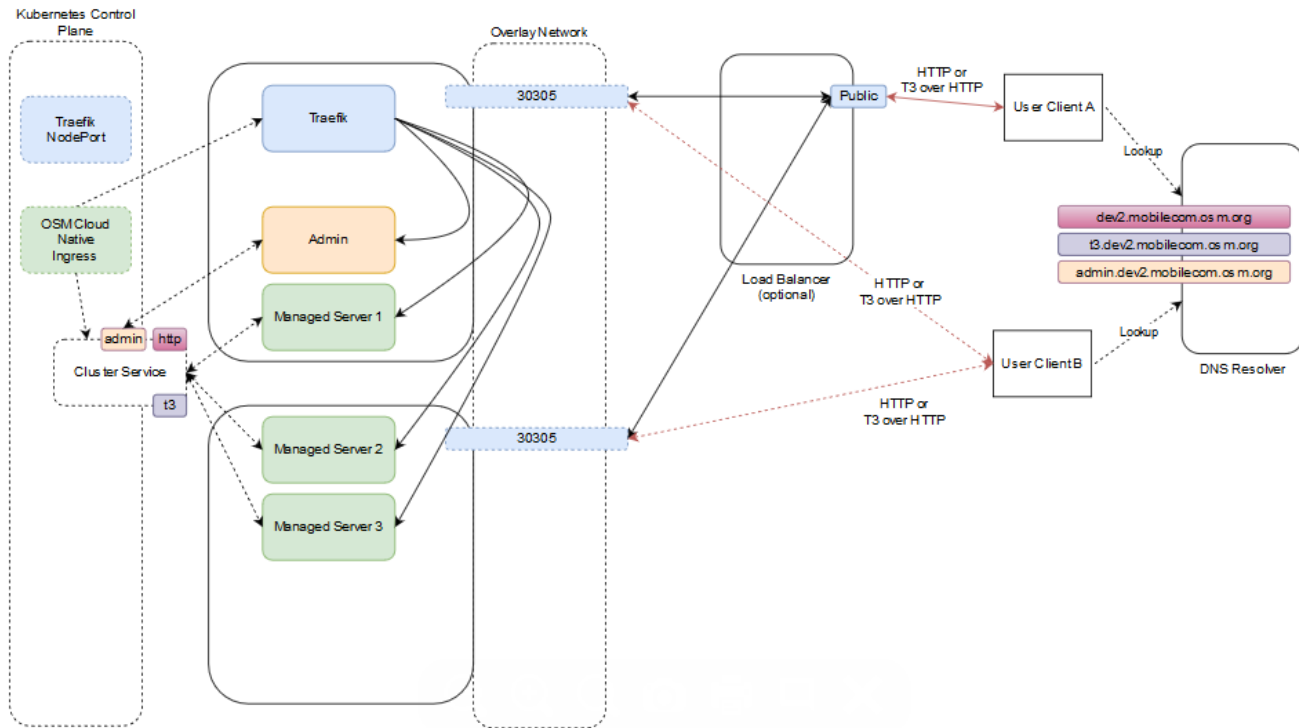 Kubernetes Control
Plane
Overlay Network
Traefik
NodePort
OSM Cloud
Native
Ingress
admin
http
Cluster Service
t3
Traefik
Admin
Managed Server 1
Managed Server 2
Managed Server 3
30305
30305
Public
Load Balancer
(optional)
HTTP or
T3 over HTTP
User Client A
Lookup
dev2.mobilecom.osm.org
t3.dev2.mobilecom.osm.org
admin.dev2.mobilecom.osm.org
HTTP or
T3 over HTTP
User Client B
Lookup
DNS Resolver
HTTP or
T3 over HTTP